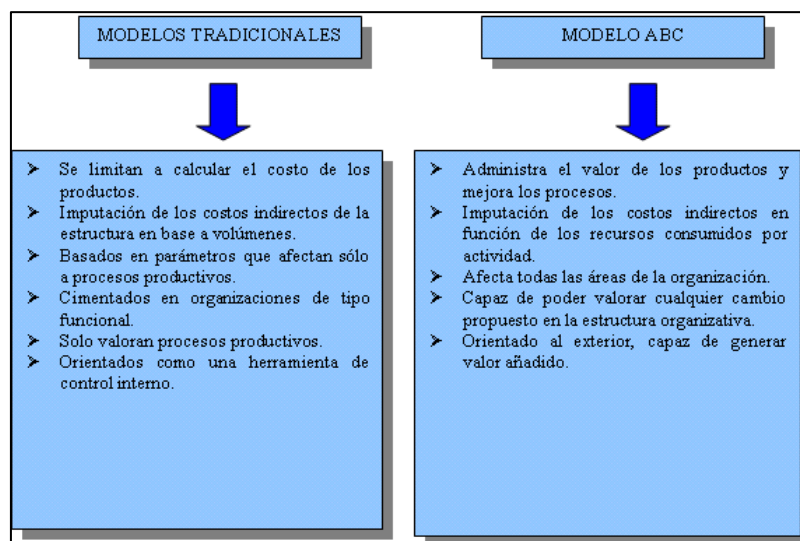 MODELOS TRADICIONALES
➢ Se limitan a calcular el costo de los
productos.
➢ Imputación de los costos indirectos de la
estructura en base a volúmenes.
➢ Basados en parámetros que afectan sólo
a procesos productivos.
➢ Cimentados en organizaciones de tipo
funcional.
➢ Solo valoran procesos productivos.
➢ Orientados como una herramienta de
control interno.
MODELO ABC
➢ Administra el valor de los productos y
mejora los procesos.
➢ Imputación de los costos indirectos en
función de los recursos consumidos por
actividad.
➢ Afecta todas las áreas de la organización.
➢ Capaz de poder valorar cualquier cambio
propuesto en la estructura organizativa.
➢ Orientado al exterior, capaz de generar
valor añadido.